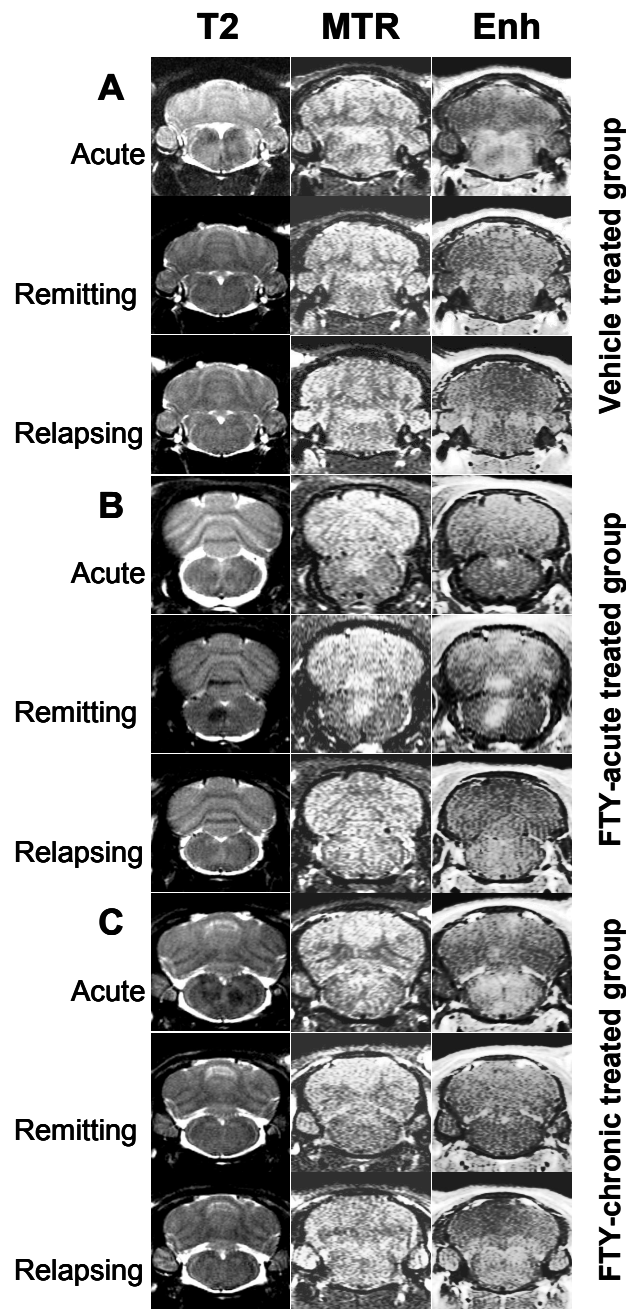 T2 MTR Enh
A
Acute
Remitting
Relapsing
Vehicle treated group
B
Acute
Remitting
Relapsing
FTY-acute treated group
C
Acute
Remitting
Relapsing
FTY-chronic treated group